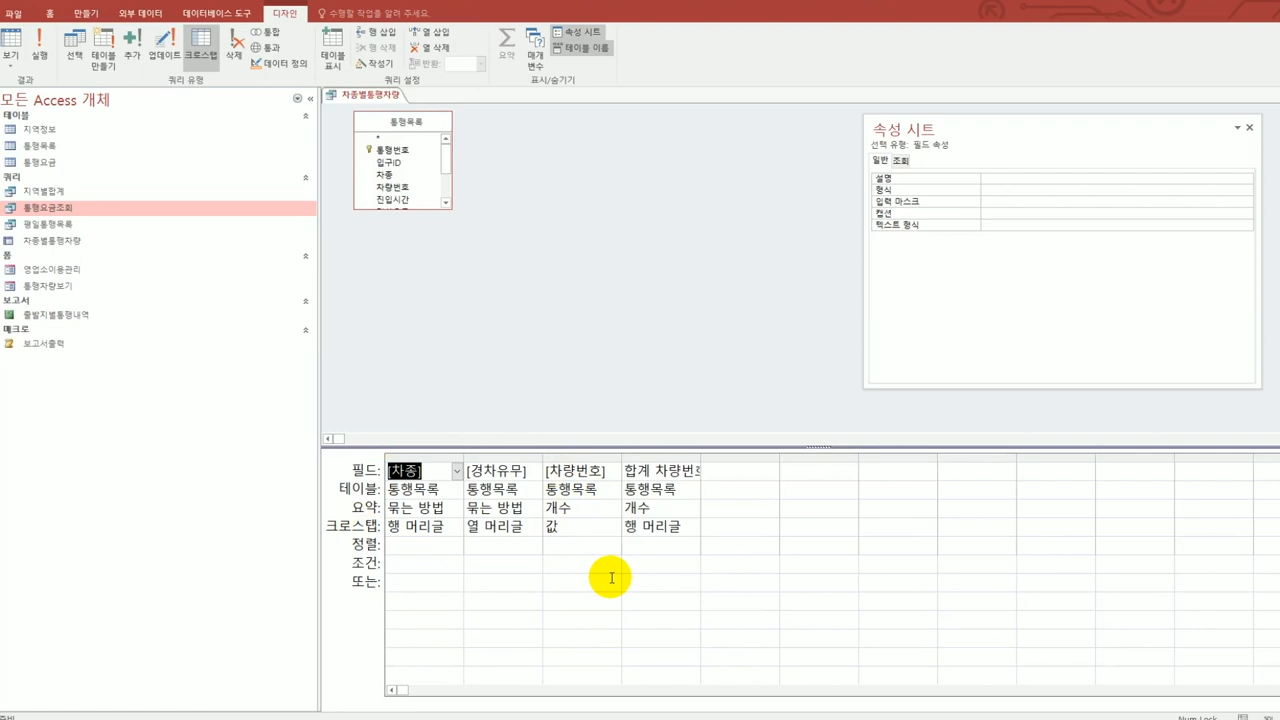 파일 홈 만들기 외부 데이터 데이터베이스 도구 디자인 수행할 작업을 알려 주세요.
보기 실행 선택 테이블 만들기 추가 업데이트 크로스탭 삭제 통합 통과 데이터 정의 테이블 표시 행 삽입 행 삭제 작성기 열 삽입 열 삭제 반환: 요약 매개 변수 속성 시트 테이블 이름
결과 쿼리 유형 쿼리 설정 표시/숨기기
모든 Access 개체
테이블
지역정보
통행목록
통행요금
쿼리
지역별합계
통행요금조회
평일통행목록
차종별통행차량
폼
영업소이용관리
통행차량보기
보고서
출발지별통행내역
매크로
보고서출력
차종별통행차량
통행목록
*
통행번호
입구ID
차종
차량번호
진입시간
속성 시트
선택 유형: 필드 속성
일반 조회
설명
형식
입력 마스크
캡션
텍스트 형식
필드: [차종] [경차유무] [차량번호] 합계 차량번호
테이블: 통행목록 통행목록 통행목록 통행목록
요약: 묶는 방법 묶는 방법 개수 개수
크로스탭: 행 머리글 열 머리글 값 행 머리글
정렬:
조건:
또는: